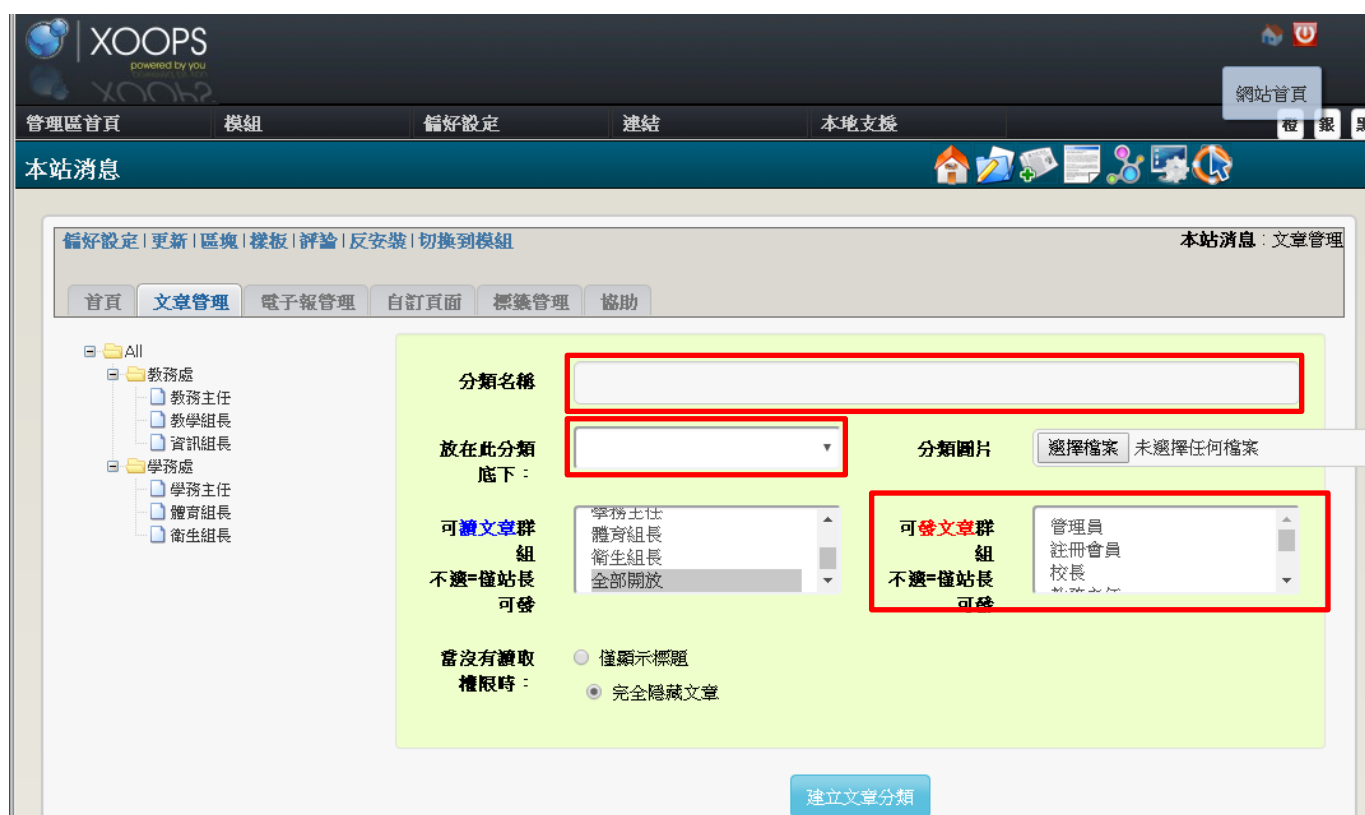 XOOPS
powered by you
網站首頁
管理區首頁 模組 偏好設定 連結 本地支援
橙 銀
本站消息
偏好設定 | 更新 | 區塊 | 樣板 | 評論 | 反安裝 | 切換到模組 本站消息 : 文章管理
首頁 文章管理 電子報管理 自訂頁面 標籤管理 協助
All
教務處
教務主任
教學組長
資訊組長
學務處
學務主任
體育組長
衛生組長
分類名稱
放在此分類
底下:
分類圖片 選擇檔案 未選擇任何檔案
可讀文章群
組
不選=僅站長
可發
學務主任
體育組長
衛生組長
全部開放
可發文章群
組
不選=僅站長
可發
管理員
註冊會員
校長
當沒有讀取
權限時:
僅顯示標題
完全隱藏文章
建立文章分類